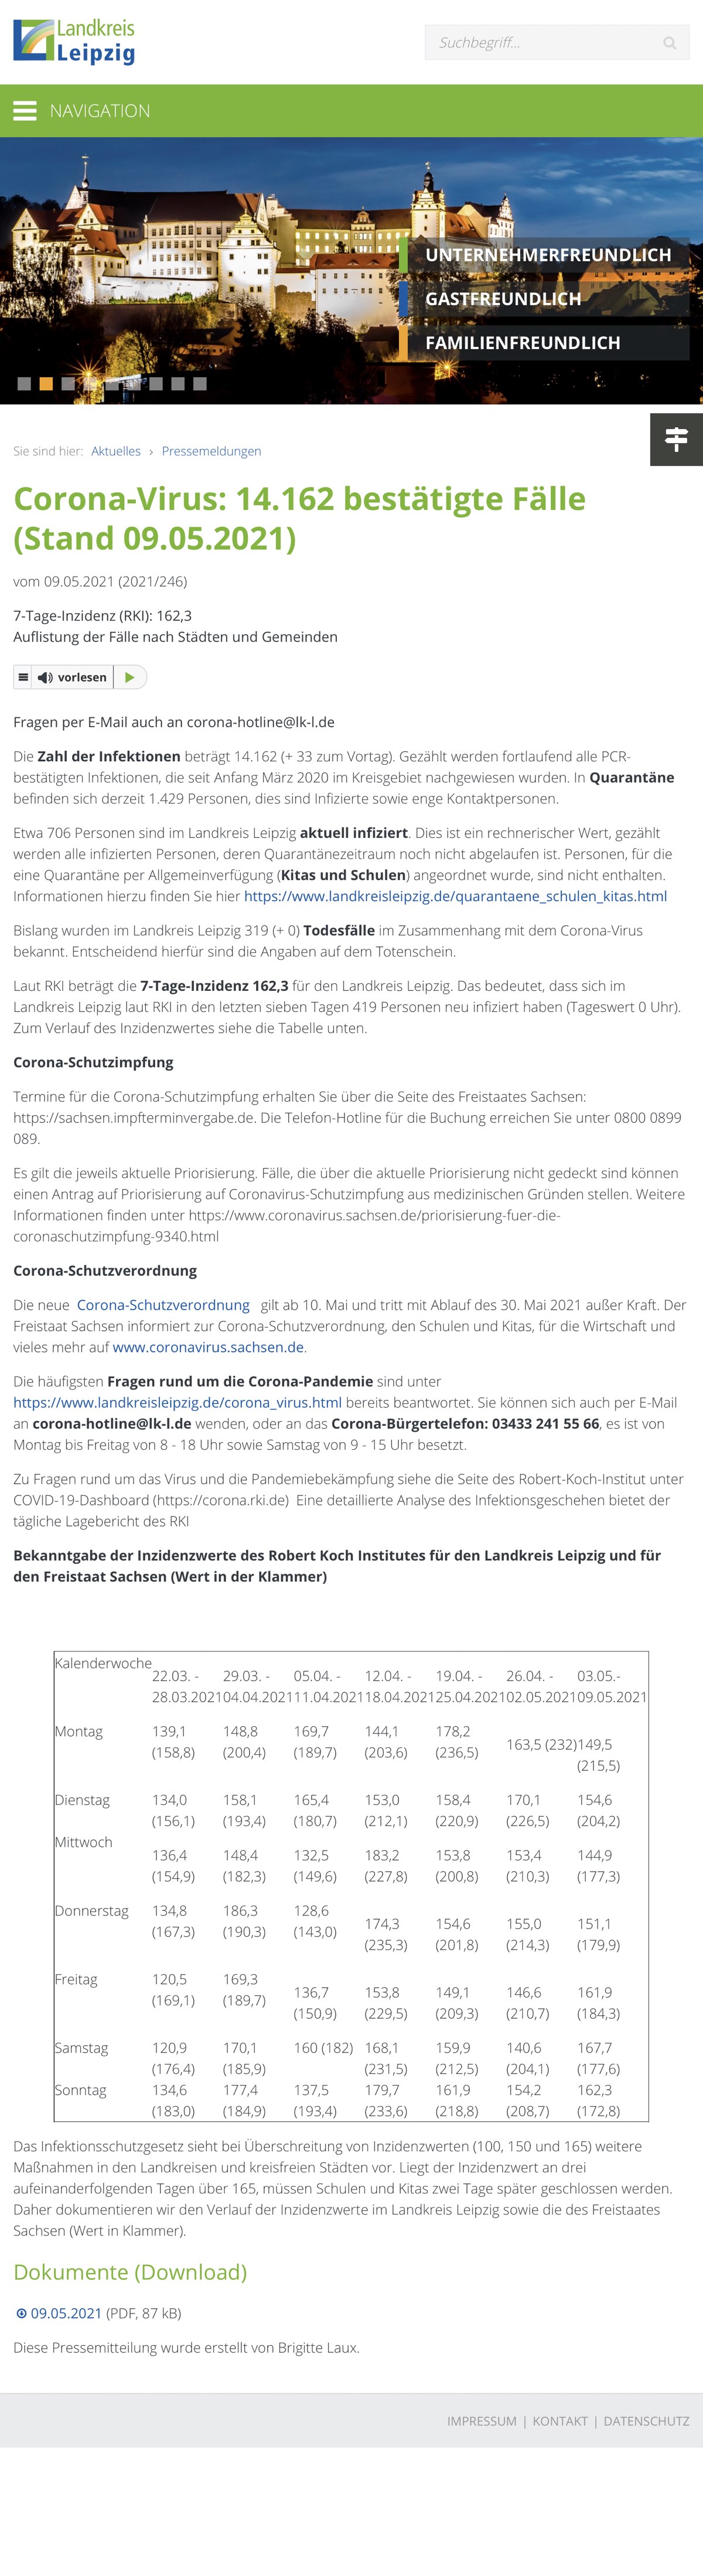 Landkreis
Leipzig
Suchbegriff...
NAVIGATION
UNTERNEHMERFREUNDLICH
GASTFREUNDLICH
FAMILIENFREUNDLICH
Sie sind hier: Aktuelles › Pressemeldungen
Corona-Virus: 14.162 bestätigte Fälle
(Stand 09.05.2021)
vom 09.05.2021 (2021/246)
7-Tage-Inzidenz (RKI): 162,3
Auflistung der Fälle nach Städten und Gemeinden
vorlesen
Fragen per E-Mail auch an corona-hotline@lk-l.de
Die Zahl der Infektionen beträgt 14.162 (+ 33 zum Vortag). Gezählt werden fortlaufend alle PCR-
bestätigten Infektionen, die seit Anfang März 2020 im Kreisgebiet nachgewiesen wurden. In Quarantäne
befinden sich derzeit 1.429 Personen, dies sind Infizierte sowie enge Kontaktpersonen.
Etwa 706 Personen sind im Landkreis Leipzig aktuell infiziert. Dies ist ein rechnerischer Wert, gezählt
werden alle infizierten Personen, deren Quarantänezeitraum noch nicht abgelaufen ist. Personen, für die
eine Quarantäne per Allgemeinverfügung (Kitas und Schulen) angeordnet wurde, sind nicht enthalten.
Informationen hierzu finden Sie hier https://www.landkreisleipzig.de/quarantaene_schulen_kitas.html
Bislang wurden im Landkreis Leipzig 319 (+ 0) Todesfälle im Zusammenhang mit dem Corona-Virus
bekannt. Entscheidend hierfür sind die Angaben auf dem Totenschein.
Laut RKI beträgt die 7-Tage-Inzidenz 162,3 für den Landkreis Leipzig. Das bedeutet, dass sich im
Landkreis Leipzig laut RKI in den letzten sieben Tagen 419 Personen neu infiziert haben (Tageswert 0 Uhr).
Zum Verlauf des Inzidenzwertes siehe die Tabelle unten.
Corona-Schutzimpfung
Termine für die Corona-Schutzimpfung erhalten Sie über die Seite des Freistaates Sachsen:
https://sachsen.impfterminvergabe.de. Die Telefon-Hotline für die Buchung erreichen Sie unter 0800 0899
089.
Es gilt die jeweils aktuelle Priorisierung. Fälle, die über die aktuelle Priorisierung nicht gedeckt sind können
einen Antrag auf Priorisierung auf Coronavirus-Schutzimpfung aus medizinischen Gründen stellen. Weitere
Informationen finden unter https://www.coronavirus.sachsen.de/priorisierung-fuer-die-
coronaschutzimpfung-9340.html
Corona-Schutzverordnung
Die neue Corona-Schutzverordnung gilt ab 10. Mai und tritt mit Ablauf des 30. Mai 2021 außer Kraft. Der
Freistaat Sachsen informiert zur Corona-Schutzverordnung, den Schulen und Kitas, für die Wirtschaft und
vieles mehr auf www.coronavirus.sachsen.de.
Die häufigsten Fragen rund um die Corona-Pandemie sind unter
https://www.landkreisleipzig.de/corona_virus.html bereits beantwortet. Sie können sich auch per E-Mail
an corona-hotline@lk-l.de wenden, oder an das Corona-Bürgertelefon: 03433 241 55 66, es ist von
Montag bis Freitag von 8 - 18 Uhr sowie Samstag von 9 - 15 Uhr besetzt.
Zu Fragen rund um das Virus und die Pandemiebekämpfung siehe die Seite des Robert-Koch-Institut unter
COVID-19-Dashboard (https://corona.rki.de) Eine detaillierte Analyse des Infektionsgeschehen bietet der
tägliche Lagebericht des RKI
Bekanntgabe der Inzidenzwerte des Robert Koch Institutes für den Landkreis Leipzig und für
den Freistaat Sachsen (Wert in der Klammer)
Kalenderwoche 22.03. - 29.03. - 05.04. - 12.04. - 19.04. - 26.04. - 03.05.-
28.03.2021 04.04.2021 11.04.2021 18.04.2021 25.04.2021 02.05.2021 09.05.2021
Montag 139,1 148,8 169,7 144,1 178,2 163,5 (232) 149,5
(158,8) (200,4) (189,7) (203,6) (236,5) (215,5)
Dienstag 134,0 158,1 165,4 153,0 158,4 170,1 154,6
(156,1) (193,4) (180,7) (212,1) (220,9) (226,5) (204,2)
Mittwoch 136,4 148,4 132,5 183,2 153,8 153,4 144,9
(154,9) (182,3) (149,6) (227,8) (200,8) (210,3) (177,3)
Donnerstag 134,8 186,3 128,6 174,3 154,6 155,0 151,1
(167,3) (190,3) (143,0) (235,3) (201,8) (214,3) (179,9)
Freitag 120,5 169,3 136,7 153,8 149,1 146,6 161,9
(169,1) (189,7) (150,9) (229,5) (209,3) (210,7) (184,3)
Samstag 120,9 170,1 160 (182) 168,1 159,9 140,6 167,7
(176,4) (185,9) (231,5) (212,5) (204,1) (177,6)
Sonntag 134,6 177,4 137,5 179,7 161,9 154,2 162,3
(183,0) (184,9) (193,4) (233,6) (218,8) (208,7) (172,8)
Das Infektionsschutzgesetz sieht bei Überschreitung von Inzidenzwerten (100, 150 und 165) weitere
Maßnahmen in den Landkreisen und kreisfreien Städten vor. Liegt der Inzidenzwert an drei
aufeinanderfolgenden Tagen über 165, müssen Schulen und Kitas zwei Tage später geschlossen werden.
Daher dokumentieren wir den Verlauf der Inzidenzwerte im Landkreis Leipzig sowie die des Freistaates
Sachsen (Wert in Klammer).
Dokumente (Download)
09.05.2021 (PDF, 87 kB)
Diese Pressemitteilung wurde erstellt von Brigitte Laux.
IMPRESSUM | KONTAKT | DATENSCHUTZ